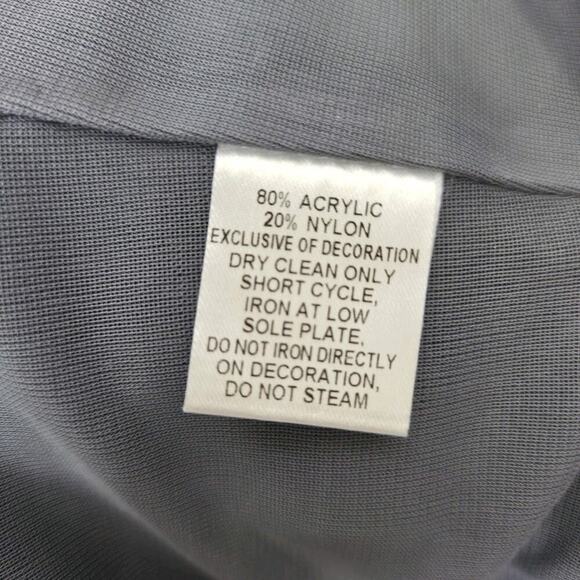 80% ACRYLIC
20% NYLON
EXCLUSIVE OF DECORATION
DRY CLEAN ONLY
SHORT CYCLE,
IRON AT LOW
SOLE PLATE,
DO NOT IRON DIRECTLY
ON DECORATION,
DO NOT STEAM